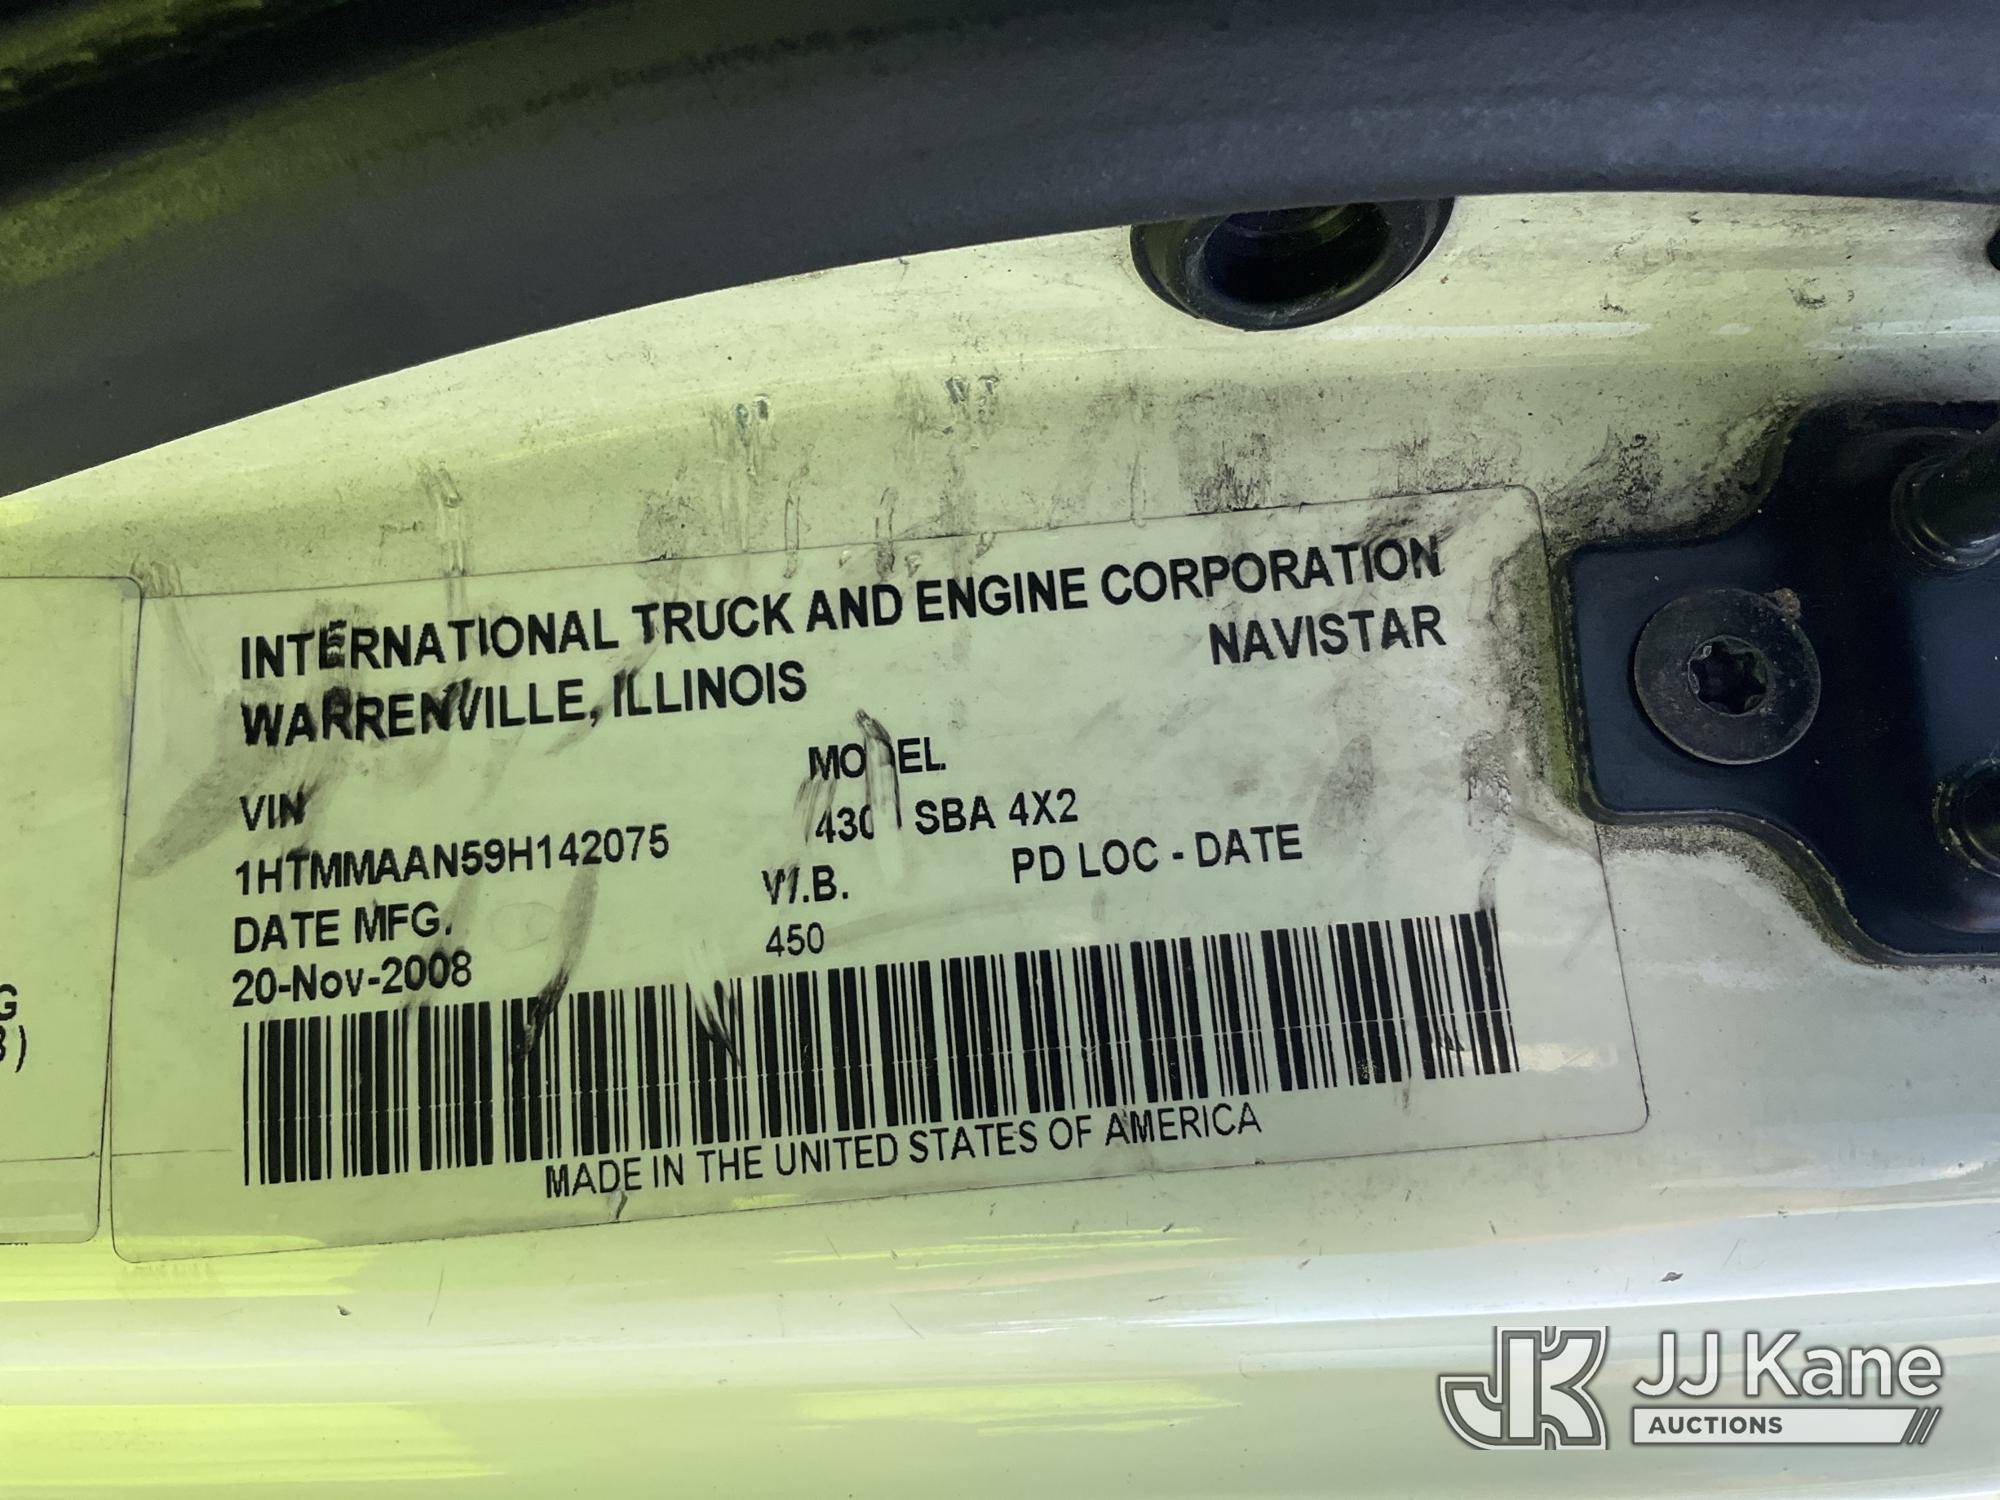 INTERNATIONAL TRUCK AND ENGINE CORPORATION
WARRENVILLE, ILLINOIS NAVISTAR
VIN MODEL
1HTMMAAN59H142075 SBA 4X2
DATE MFG. W.B. PD LOC - DATE
20-Nov-2008 450
MADE IN THE UNITED STATES OF AMERICA
JJ Kane
AUCTIONS